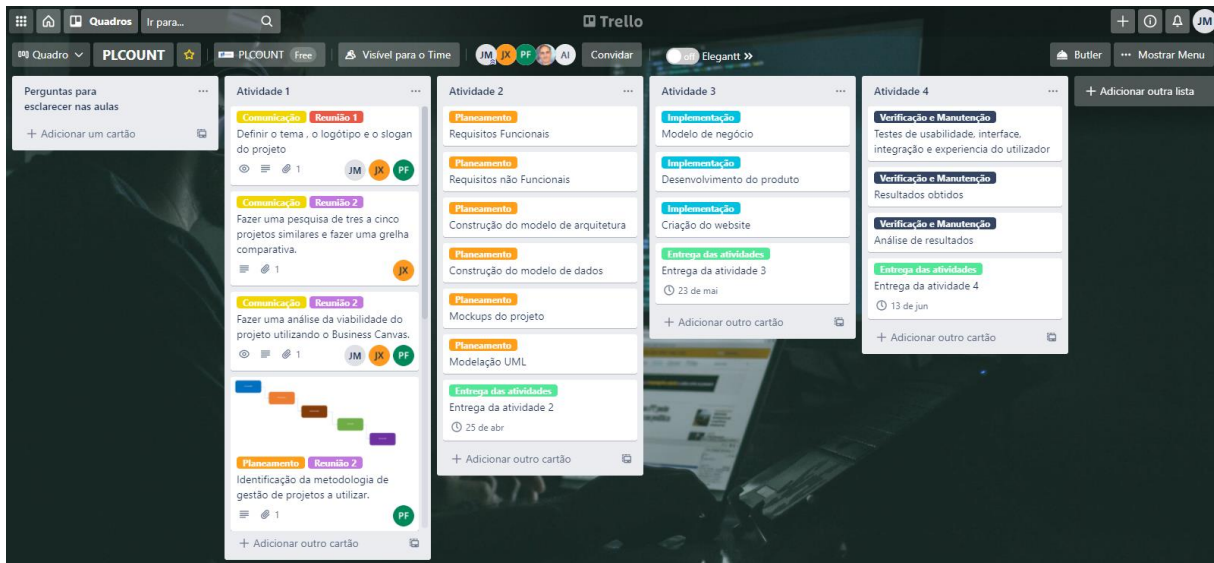 Quadros
Ir para...
Trello
JM
Quadro
PLCOUNT
PLCOUNT Free
Visível para o Time
JM JX PF AI
Convidar
off Elegantt »
Butler
··· Mostrar Menu
Perguntas para
esclarecer nas aulas
+ Adicionar um cartão
Atividade 1
Comunicação Reunião 1
Definir o tema , o logótipo e o slogan
do projeto
1
JM JX PF
Comunicação Reunião 2
Fazer uma pesquisa de tres a cinco
projetos similares e fazer uma grelha
comparativa.
1
JX
Comunicação Reunião 2
Fazer uma análise da viabilidade do
projeto utilizando o Business Canvas.
1
JM JX PF
Planeamento Reunião 2
Identificação da metodologia de
gestão de projetos a utilizar.
1
PF
+ Adicionar outro cartão
Atividade 2
Planeamento
Requisitos Funcionais
Planeamento
Requisitos não Funcionais
Planeamento
Construção do modelo de arquitetura
Planeamento
Construção do modelo de dados
Planeamento
Mockups do projeto
Planeamento
Modelação UML
Entrega das atividades
Entrega da atividade 2
25 de abr
+ Adicionar outro cartão
Atividade 3
Implementação
Modelo de negócio
Implementação
Desenvolvimento do produto
Implementação
Criação do website
Entrega das atividades
Entrega da atividade 3
23 de mai
+ Adicionar outro cartão
Atividade 4
Verificação e Manutenção
Testes de usabilidade, interface,
integração e experiencia do utilizador
Verificação e Manutenção
Resultados obtidos
Verificação e Manutenção
Análise de resultados
Entrega das atividades
Entrega da atividade 4
13 de jun
+ Adicionar outro cartão
+ Adicionar outra lista